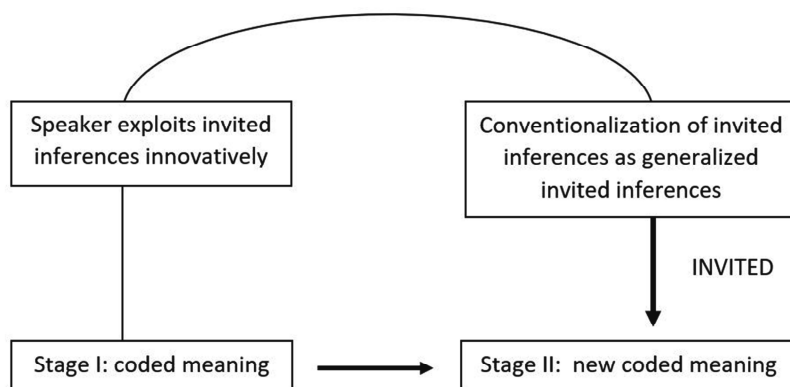 Speaker exploits invited
inferences innovatively
Conventionalization of invited
inferences as generalized
invited inferences
INVITED
Stage I: coded meaning
Stage II: new coded meaning